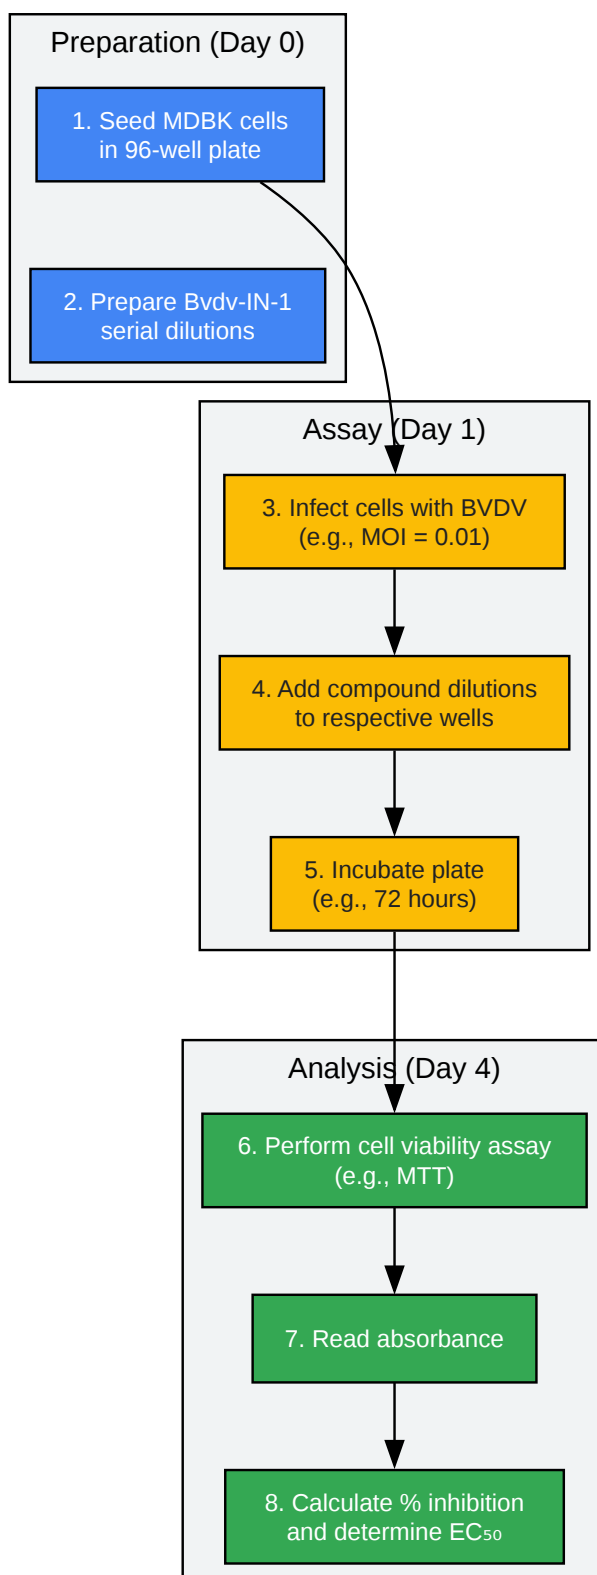 Preparation (Day 0)
1. Seed MDBK cells
in 96-well plate
2. Prepare Bvdv-IN-1
serial dilutions
Assay (Day 1)
3. Infect cells with BVDV
(e.g., MOI = 0.01)
4. Add compound dilutions
to respective wells
5. Incubate plate
(e.g., 72 hours)
Analysis (Day 4)
6. Perform cell viability assay
(e.g., MTT)
7. Read absorbance
8. Calculate % inhibition
and determine EC₅₀